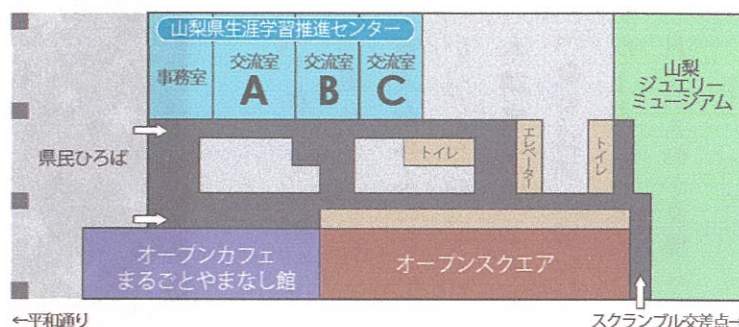 山梨県生涯学習推進センター
事務室
交流室
A
交流室
B
交流室
C
山梨
ジュエリー
ミュージアム
県民ひろば
トイレ
エレベーター
トイレ
オープンカフェ
まるごとやまなし館
オープンスクエア
←平和通り
スクランブル交差点→